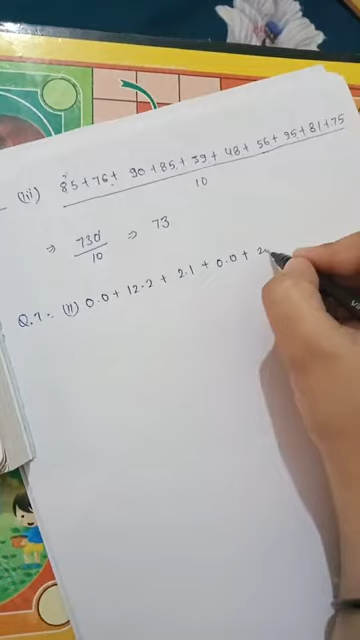 (iii) 85+76+ 90+85+39+48+56+95+81+75
10
⇒ 730/10 ⇒ 73
Q.7:. (II) 0.0 + 12.2 + 2.1 + 0.0 + 2.